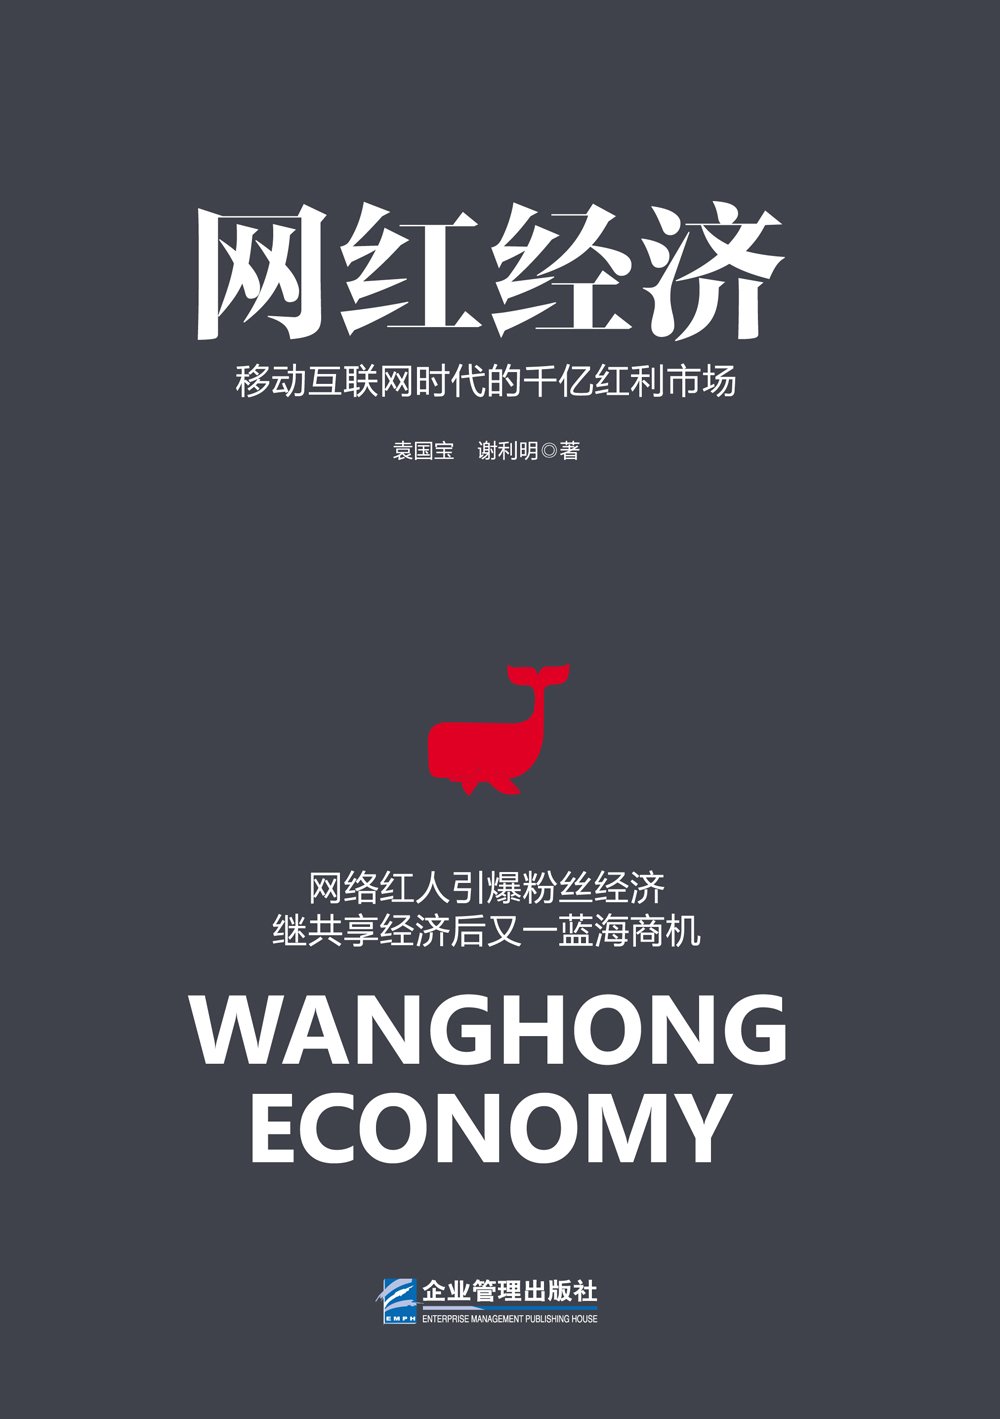 网红经济
移动互联网时代的千亿红利市场
袁国宝 谢利明◎著
网络红人引爆粉丝经济
继共享经济后又一蓝海商机
WANGHONG
ECONOMY
EMPH
企业管理出版社
ENTERPRISE MANAGEMENT PUBLISHING HOUSE